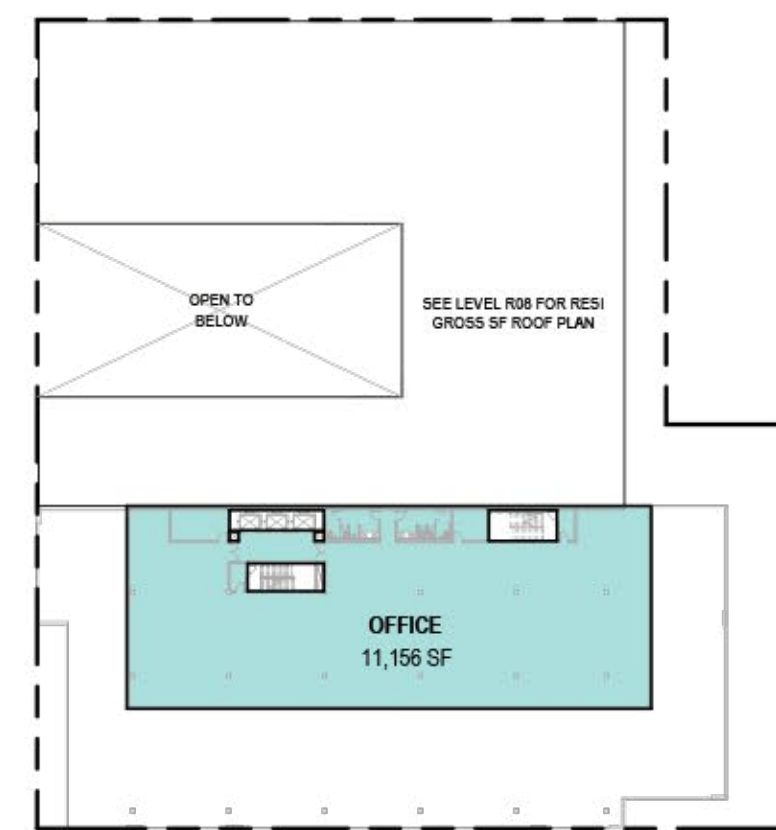 OPEN TO
BELOW
SEE LEVEL R08 FOR RESI
GROSS SF ROOF PLAN
OFFICE
11,156 SF